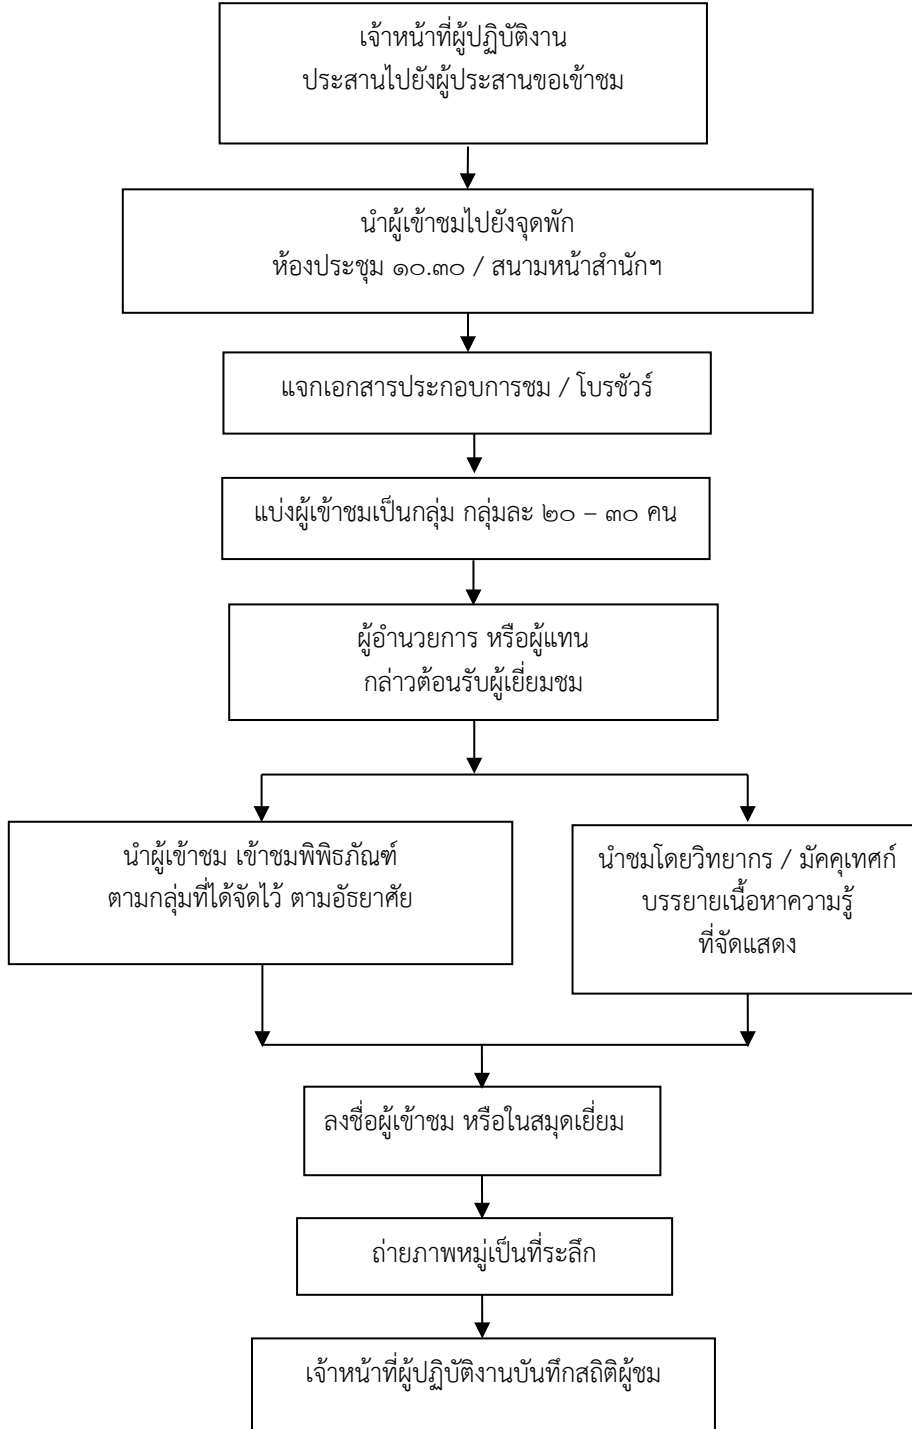 เจ้าหน้าที่ผู้ปฏิบัติงาน
ประสานไปยังผู้ประสานขอเข้าชม
นำผู้เข้าชมไปยังจุดพัก
ห้องประชุม ๑๐.๓๐ / สนามหน้าสำนักฯ
แจกเอกสารประกอบการชม / โบรชัวร์
แบ่งผู้เข้าชมเป็นกลุ่ม กลุ่มละ ๒๐ – ๓๐ คน
ผู้อำนวยการ หรือผู้แทน
กล่าวต้อนรับผู้เยี่ยมชม
นำผู้เข้าชม เข้าชมพิพิธภัณฑ์
ตามกลุ่มที่ได้จัดไว้ ตามอัธยาศัย
นำชมโดยวิทยากร / มัคคุเทศก์
บรรยายเนื้อหาความรู้
ที่จัดแสดง
ลงชื่อผู้เข้าชม หรือในสมุดเยี่ยม
ถ่ายภาพหมู่เป็นที่ระลึก
เจ้าหน้าที่ผู้ปฏิบัติงานบันทึกสถิติผู้ชม